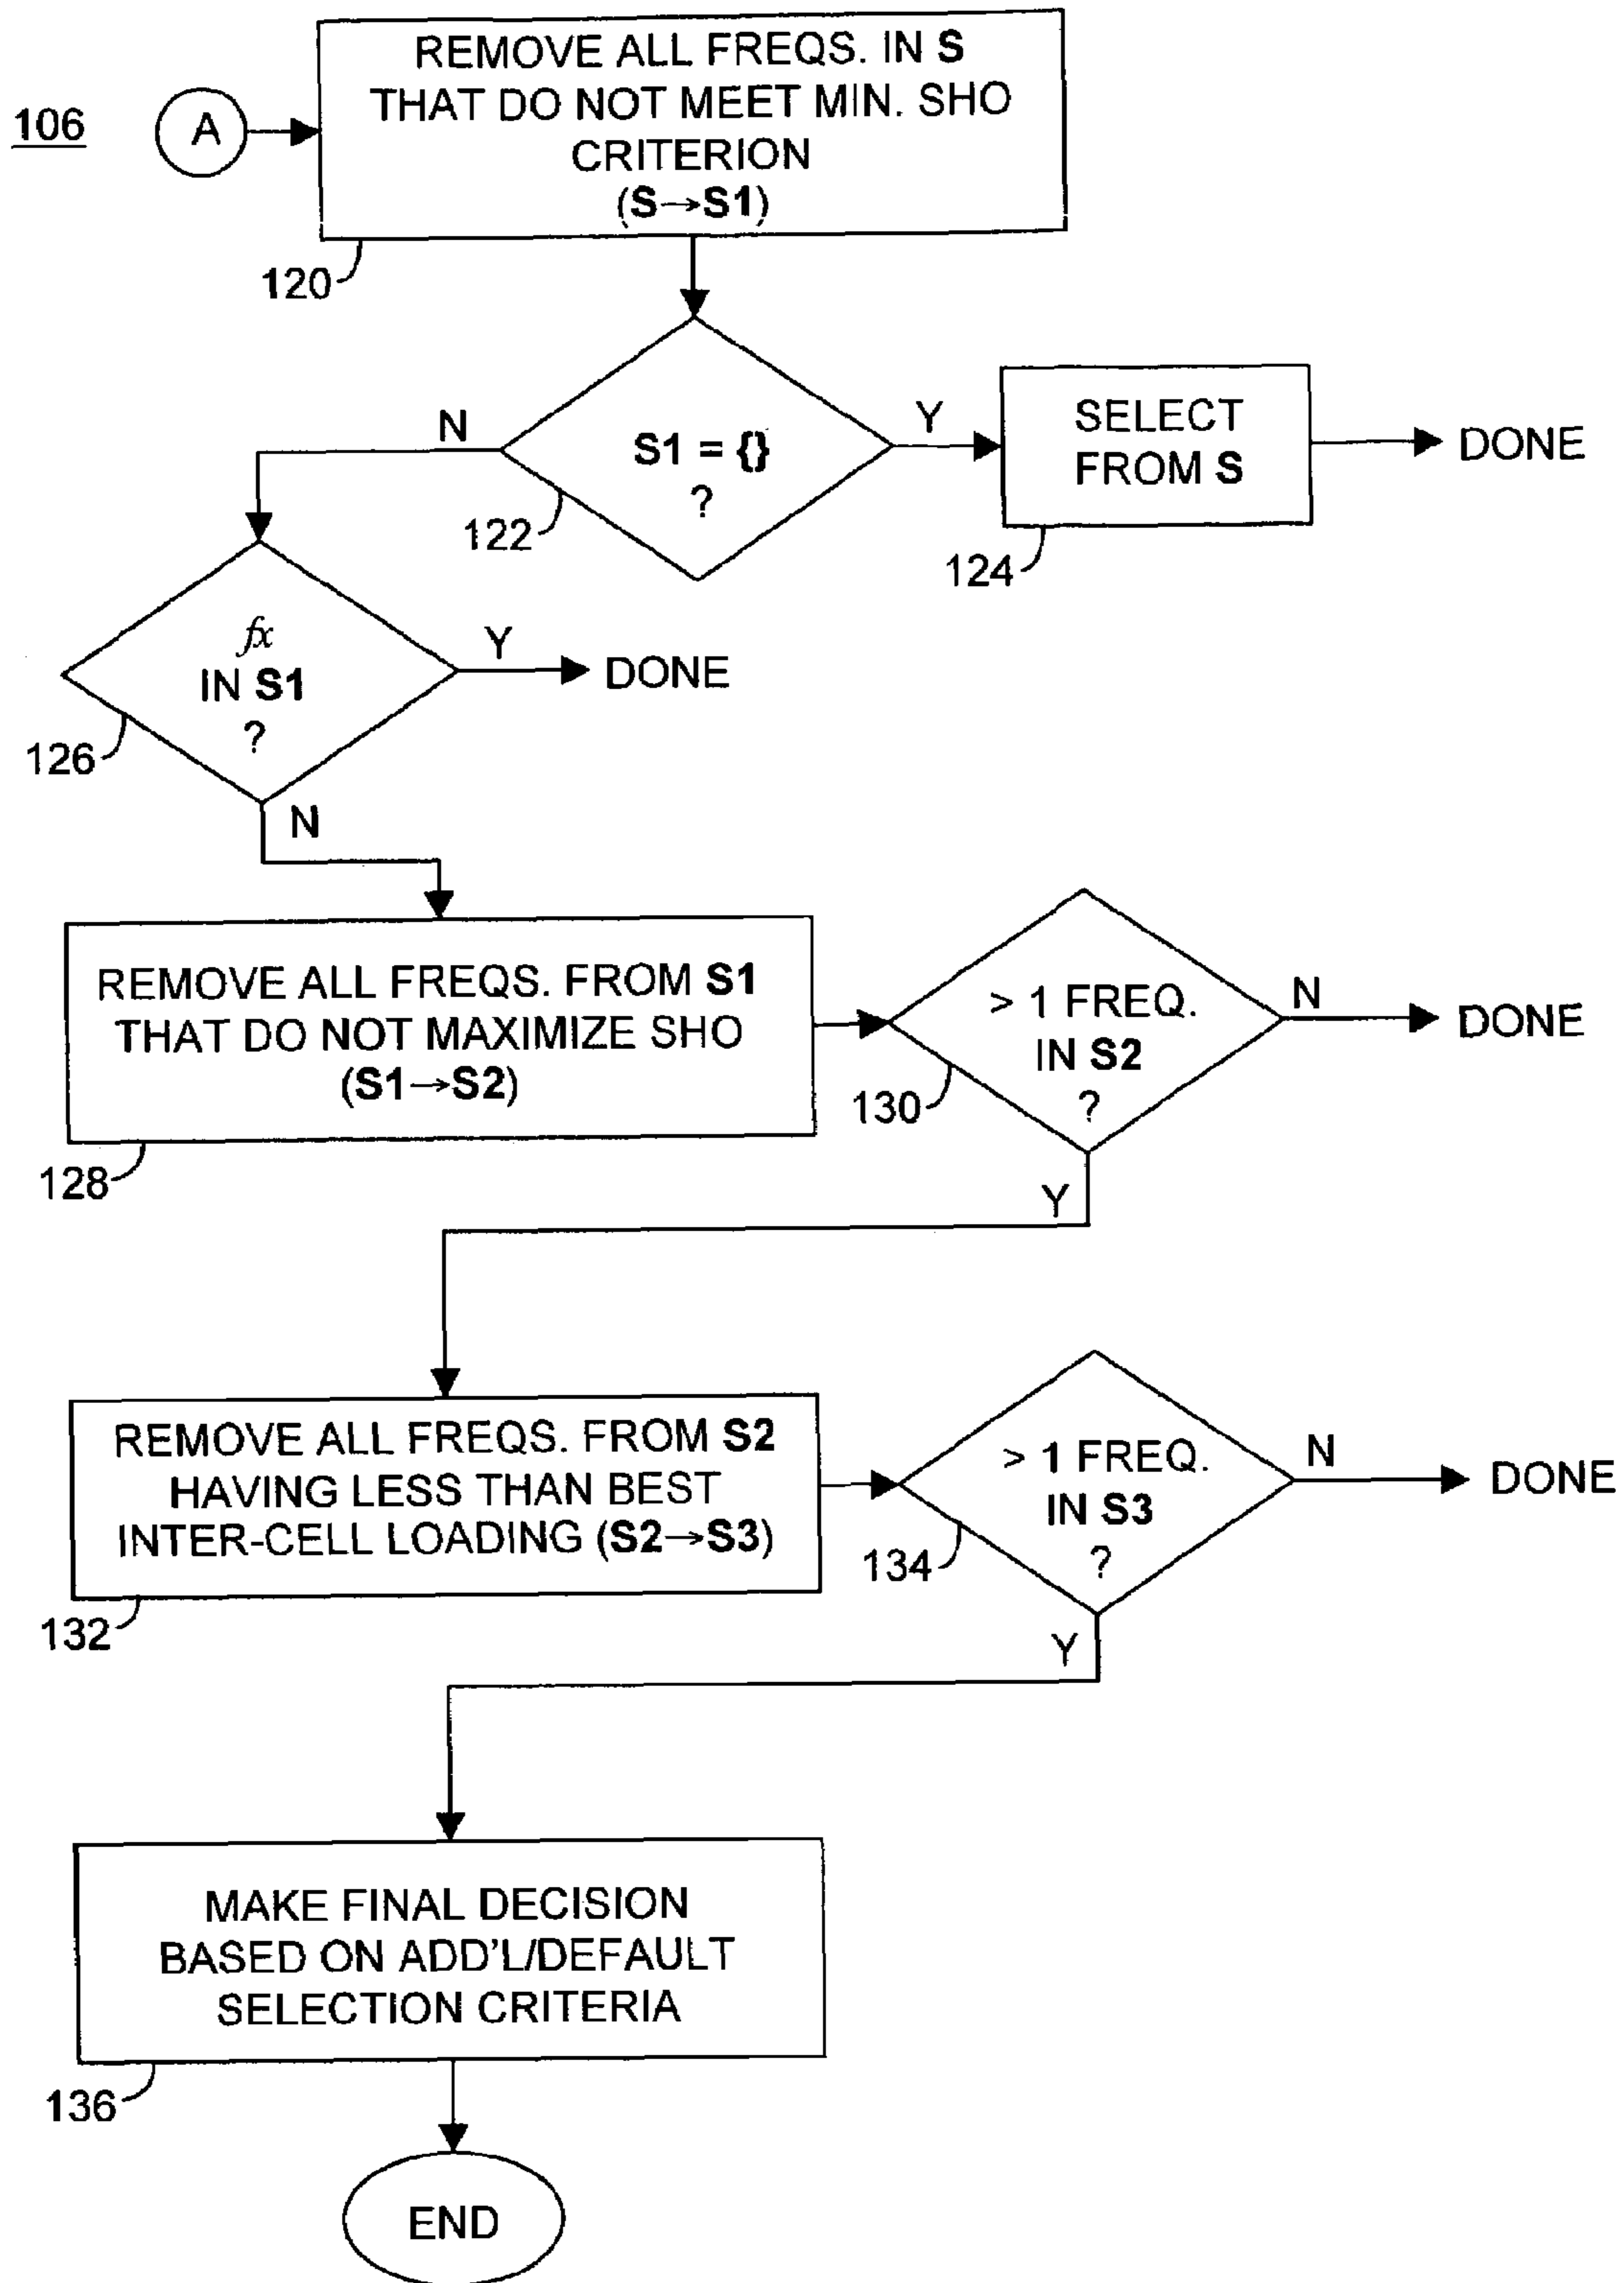 REMOVE ALL FREQS. IN S
THAT DO NOT MEET MIN. SHO
CRITERION
(S→S1)
106
A
120
S1 = {}
?
N
Y
122
SELECT
FROM S
DONE
124
fx
IN S1
?
Y
DONE
126
N
REMOVE ALL FREQS. FROM S1
THAT DO NOT MAXIMIZE SHO
(S1→S2)
128
> 1 FREQ.
IN S2
?
N
DONE
130
Y
REMOVE ALL FREQS. FROM S2
HAVING LESS THAN BEST
INTER-CELL LOADING (S2→S3)
132
> 1 FREQ.
IN S3
?
N
DONE
134
Y
MAKE FINAL DECISION
BASED ON ADD'L/DEFAULT
SELECTION CRITERIA
136
END